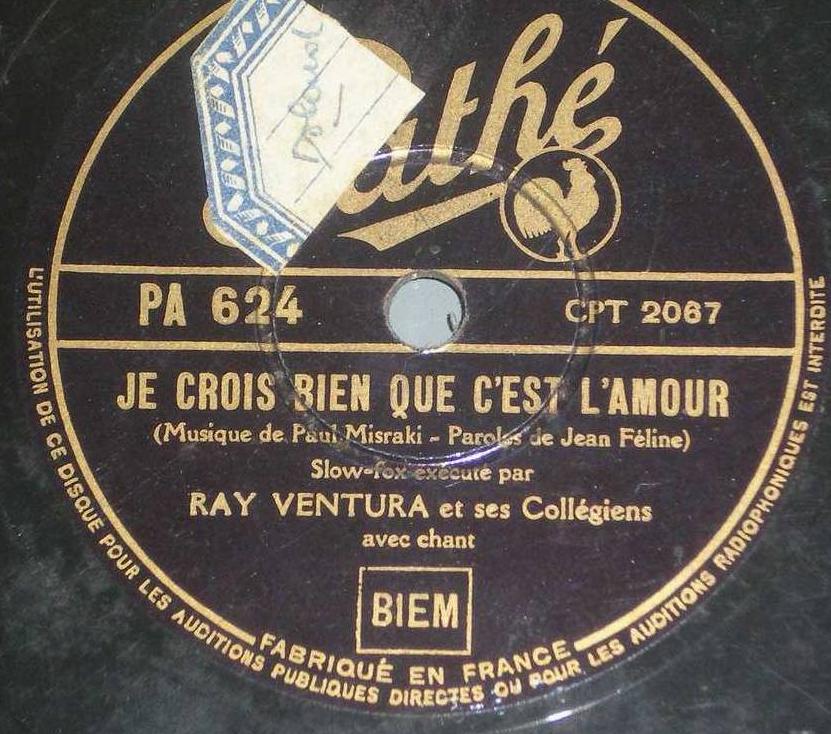 Pathé
PA 624
CPT 2067
JE CROIS BIEN QUE C'EST L'AMOUR
(Musique de Paul Misraki - Paroles de Jean Féline)
Slow-fox exécuté par
RAY VENTURA et ses Collégiens
avec chant
BIEM
FABRIQUÉ EN FRANCE
L'UTILISATION DE CE DISQUE POUR LES AUDITIONS PUBLIQUES DIRECTES OU POUR LES AUDITIONS RADIOPHONIQUES EST INTERDITE